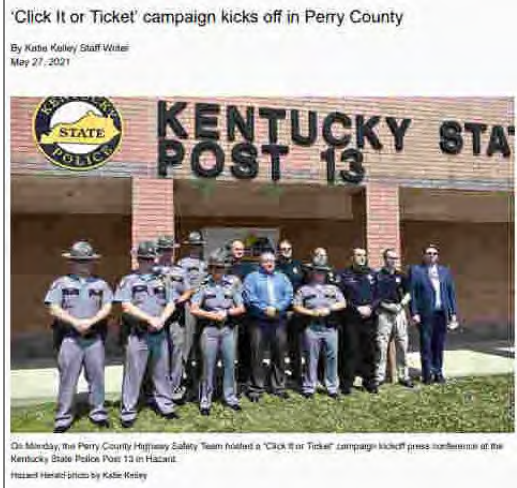 'Click It or Ticket' campaign kicks off in Perry County
By Katie Kelley Staff Writer
May 27, 2021
KENTUCKY
STATE
POLICE
KENTUCKY STA
POST 13
On Monday, the Perry County Highway Safety Team hosted a "Click It or Ticket" campaign kickoff press conference at the
Kentucky State Police Post 13 in Hazard.
Hazard Herald photo by Katie Kelley